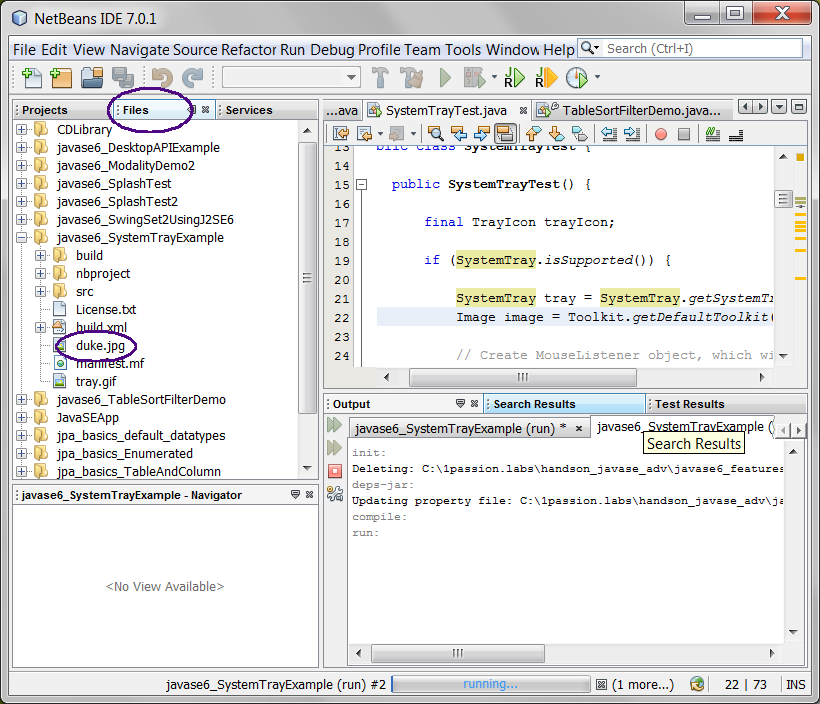 NetBeans IDE 7.0.1
File Edit View Navigate Source Refactor Run Debug Profile Team Tools Window Help Search (Ctrl+I)
Projects Files Services
CDLibrary
javase6_DesktopAPIExample
javase6_ModalityDemo2
javase6_SplashTest
javase6_SplashTest2
javase6_SwingSet2UsingJ2SE6
javase6_SystemTrayExample
build
nbproject
src
License.txt
build.xml
duke.jpg
manifest.mf
tray.gif
javase6_TableSortFilterDemo
JavaSEApp
jpa_basics_default_datatypes
jpa_basics_Enumerated
jpa_basics_TableAndColumn
javase6_SystemTrayExample - Navigator
<No View Available>
...ava SystemTrayTest.java TableSortFilterDemo.java...
13 blic class SystemTrayTest {
14
15 public SystemTrayTest() {
16
17 final TrayIcon trayIcon;
18
19 if (SystemTray.isSupported()) {
20
21 SystemTray tray = SystemTray.getSystemTr
22 Image image = Toolkit.getDefaultToolkit(
23
24 // Create MouseListener object, which wi
Output Search Results Test Results
javase6_SystemTrayExample (run) * javase6_SystemTrayExample (
Search Results
init:
Deleting: C:\1passion.labs\handson_javase_adv\javase6_features
deps-jar:
Updating property file: C:\1passion.labs\handson_javase_adv\ja
compile:
run:
javase6_SystemTrayExample (run) #2 running... (1 more...) 22 | 73 INS